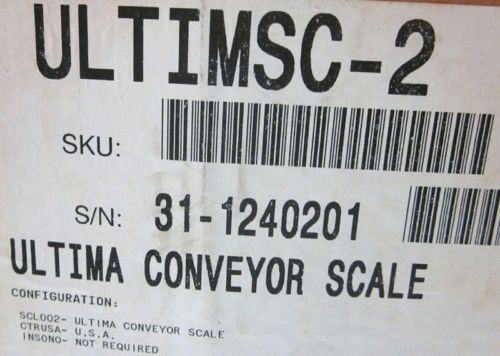 ULTIMSC-2
SKU:
S/N: 31-1240201
ULTIMA CONVEYOR SCALE
CONFIGURATION:
SCL002- ULTIMA CONVEYOR SCALE
CTRUSA- U.S.A.
INSONO- NOT REQUIRED